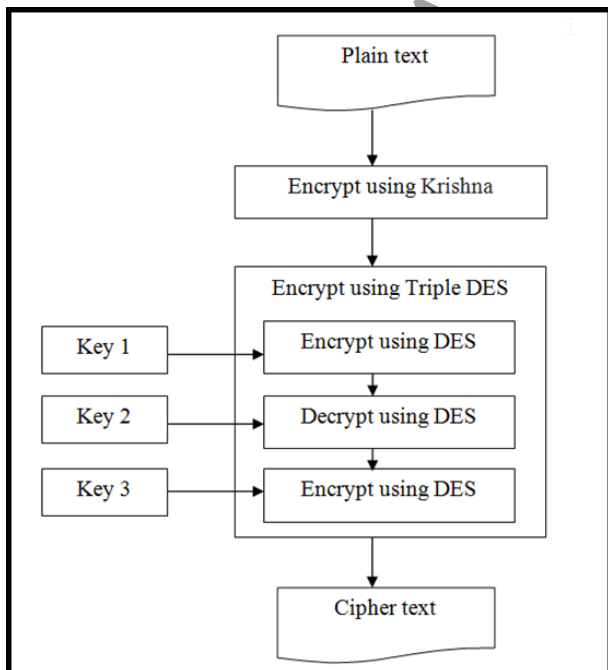 Plain text
Encrypt using Krishna
Encrypt using Triple DES
Key 1
Encrypt using DES
Key 2
Decrypt using DES
Key 3
Encrypt using DES
Cipher text